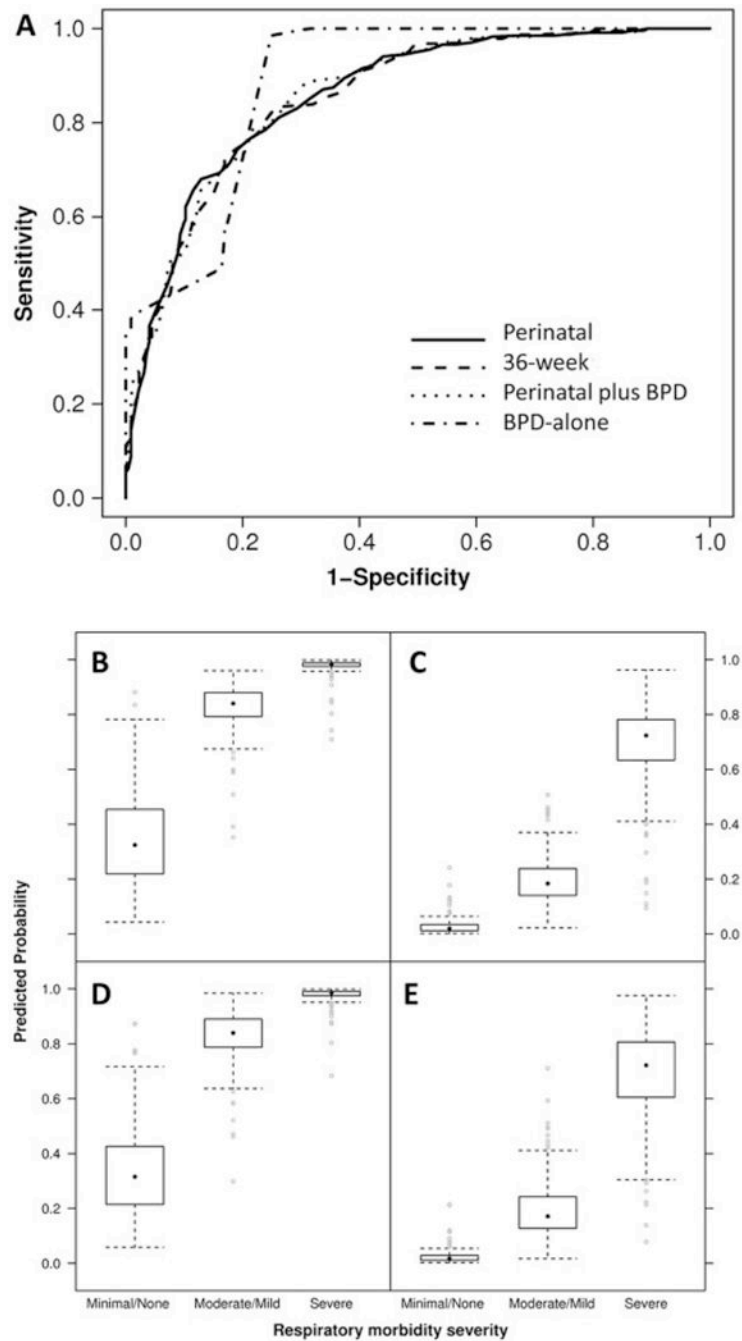 A
1.0
0.8
0.6
0.4
0.2
0.0
Sensitivity
Perinatal
36-week
Perinatal plus BPD
BPD-alone
0.0 0.2 0.4 0.6 0.8 1.0
1−Specificity
B
C
1.0
0.8
0.6
0.4
0.2
0.0
Predicted Probability
D
E
1.0
0.8
0.6
0.4
0.2
0.0
Minimal/None Moderate/Mild Severe Minimal/None Moderate/Mild Severe
Respiratory morbidity severity